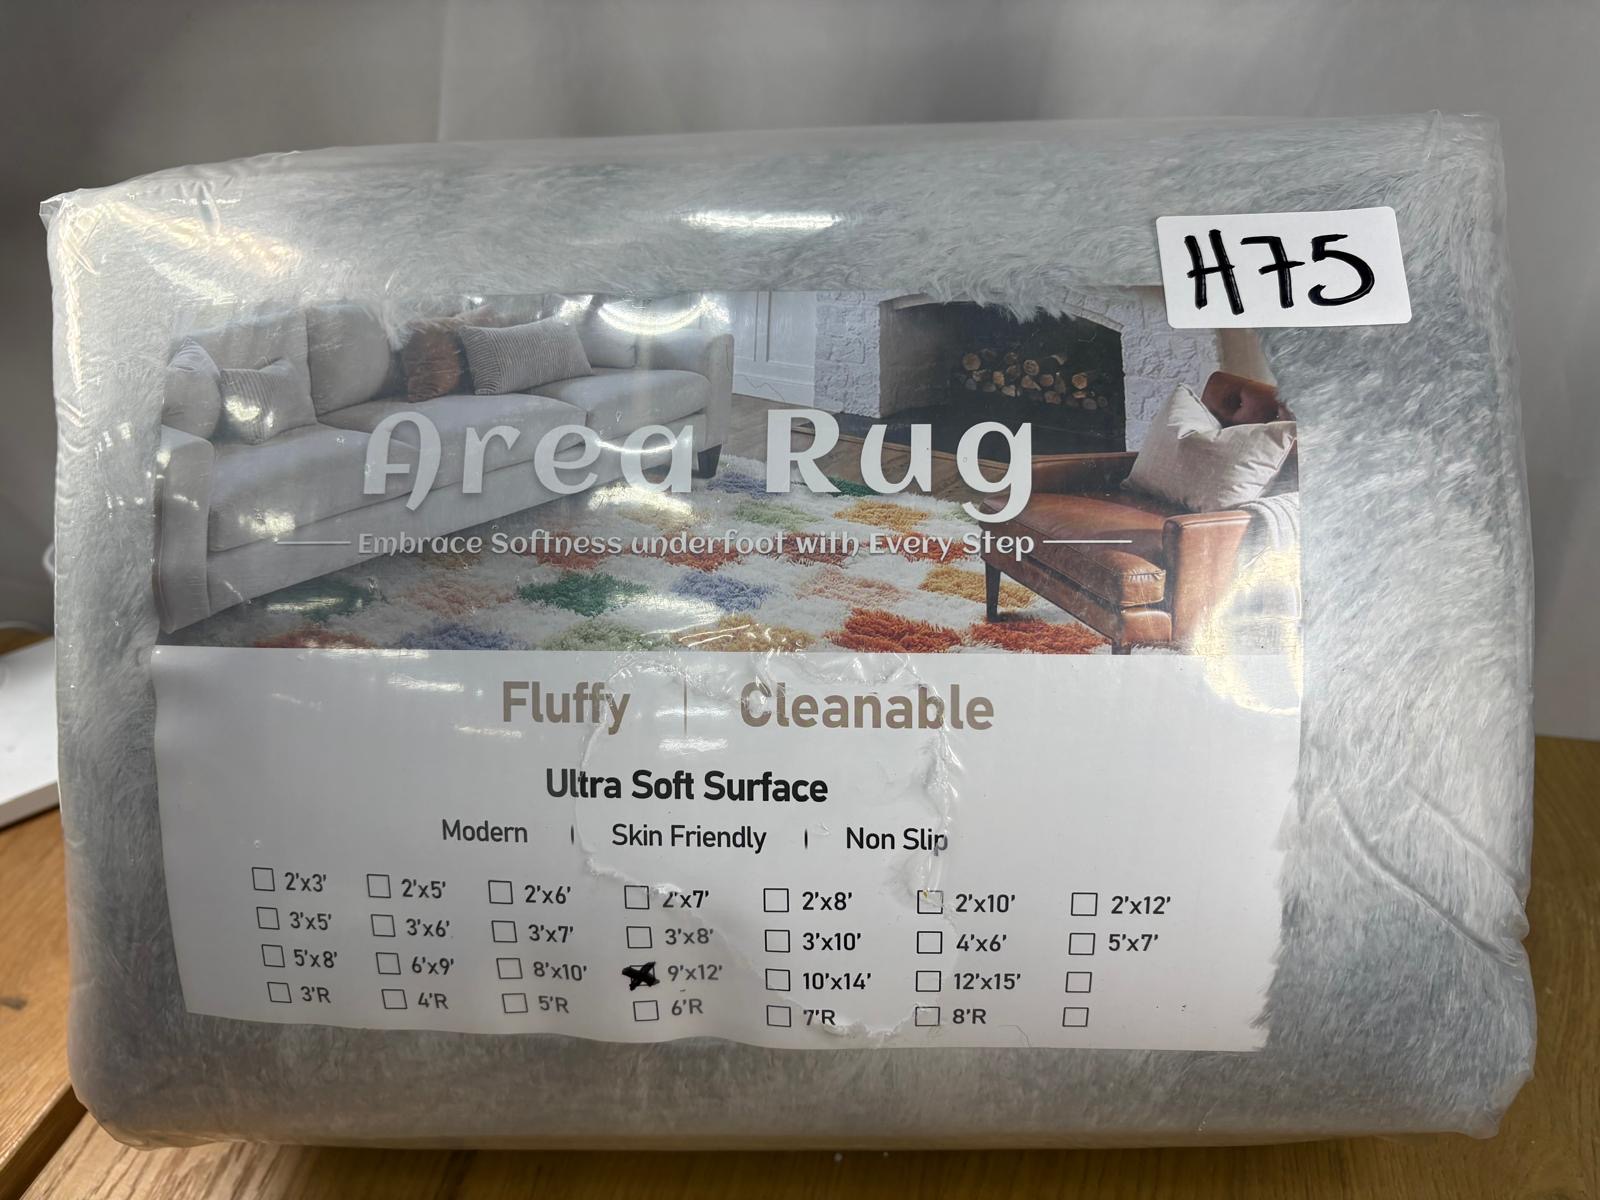 H75
Area Rug
Embrace Softness underfoot with Every Step
Fluffy | Cleanable
Ultra Soft Surface
Modern | Skin Friendly | Non Slip
2'x3' 2'x5' 2'x6' 2'x7' 2'x8' 2'x10' 2'x12'
3'x5' 3'x6' 3'x7' 3'x8' 3'x10' 4'x6' 5'x7'
5'x8' 6'x9' 8'x10' 9'x12' 10'x14' 12'x15'
3'R 4'R 5'R 6'R 7'R 8'R